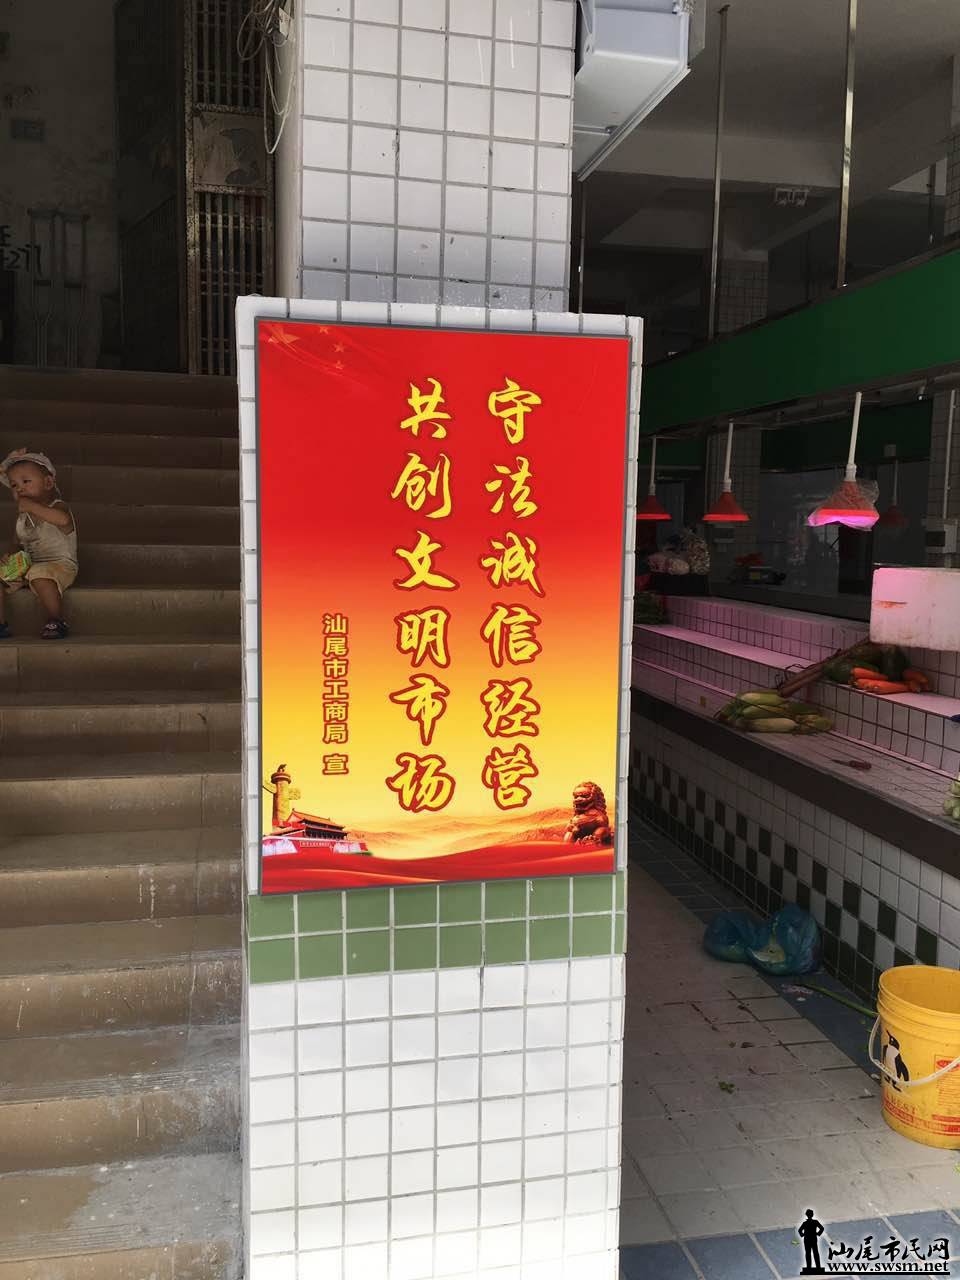 守法诚信经营
共创文明市场
汕尾市工商局 宣
汕尾市民网
www.swsm.net